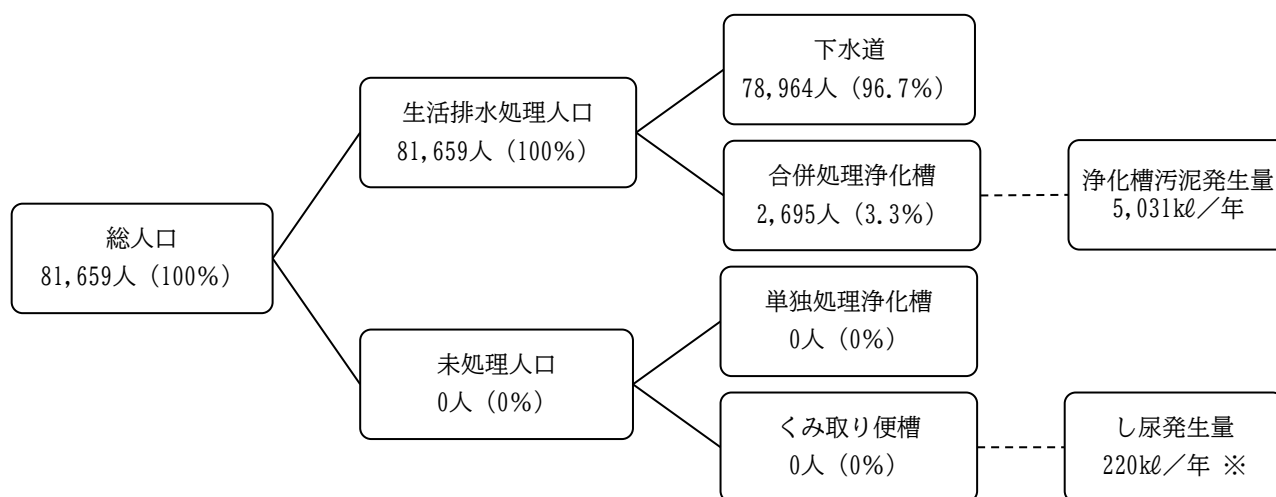 下水道
78,964人（96.7％）
生活排水処理人口
81,659人（100％）
合併処理浄化槽
2,695人（3.3％）
浄化槽汚泥発生量
5,031kℓ／年
総人口
81,659人（100％）
単独処理浄化槽
0人（0％）
未処理人口
0人（0％）
くみ取り便槽
0人（0％）
し尿発生量
220kℓ／年 ※